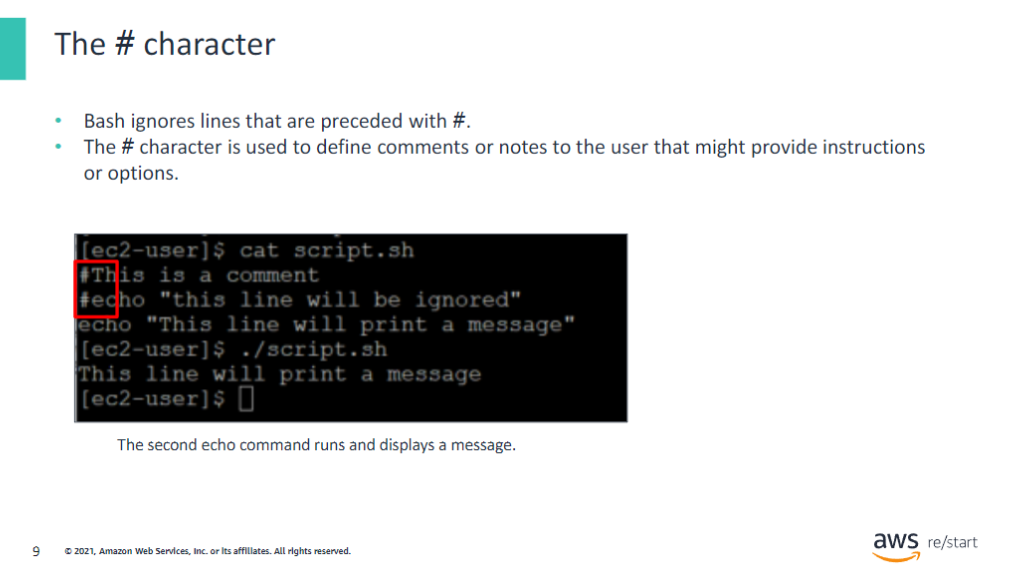 The # character
• Bash ignores lines that are preceded with #.
• The # character is used to define comments or notes to the user that might provide instructions
or options.
[ec2-user]$ cat script.sh
#This is a comment
#echo "this line will be ignored"
echo "This line will print a message"
[ec2-user]$ ./script.sh
This line will print a message
[ec2-user]$
The second echo command runs and displays a message.
9 © 2021, Amazon Web Services, Inc. or its affiliates. All rights reserved.
aws re/start